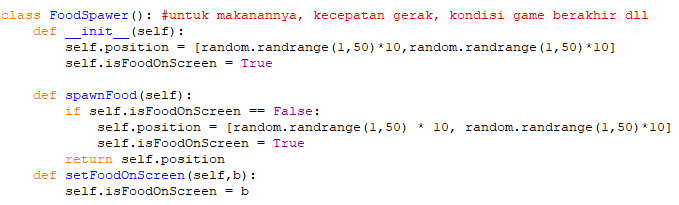 class FoodSpawer(): #untuk makanannya, kecepatan gerak, kondisi game berakhir dll
    def __init__(self):
        self.position = [random.randrange(1,50)*10,random.randrange(1,50)*10]
        self.isFoodOnScreen = True

    def spawnFood(self):
        if self.isFoodOnScreen == False:
            self.position = [random.randrange(1,50) * 10, random.randrange(1,50)*10]
            self.isFoodOnScreen = True
        return self.position
    def setFoodOnScreen(self,b):
        self.isFoodOnScreen = b